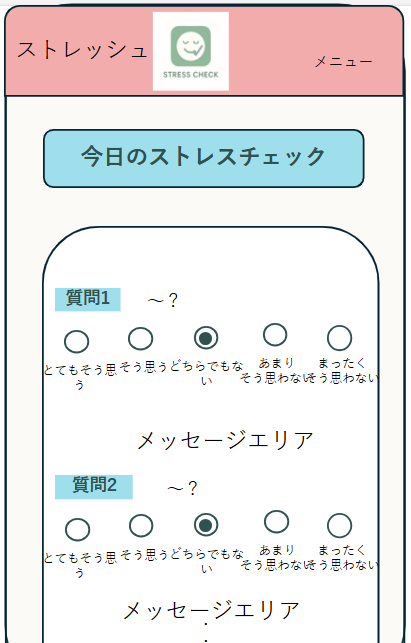 ストレッシュ
STRESS CHECK
メニュー
今日のストレスチェック
質問1 ～？
とてもそう思う
そう思う
どちらでもない
あまり
そう思わない
まったく
そう思わない
メッセージエリア
質問2 ～？
とてもそう思う
そう思う
どちらでもない
あまり
そう思わない
まったく
そう思わない
メッセージエリア